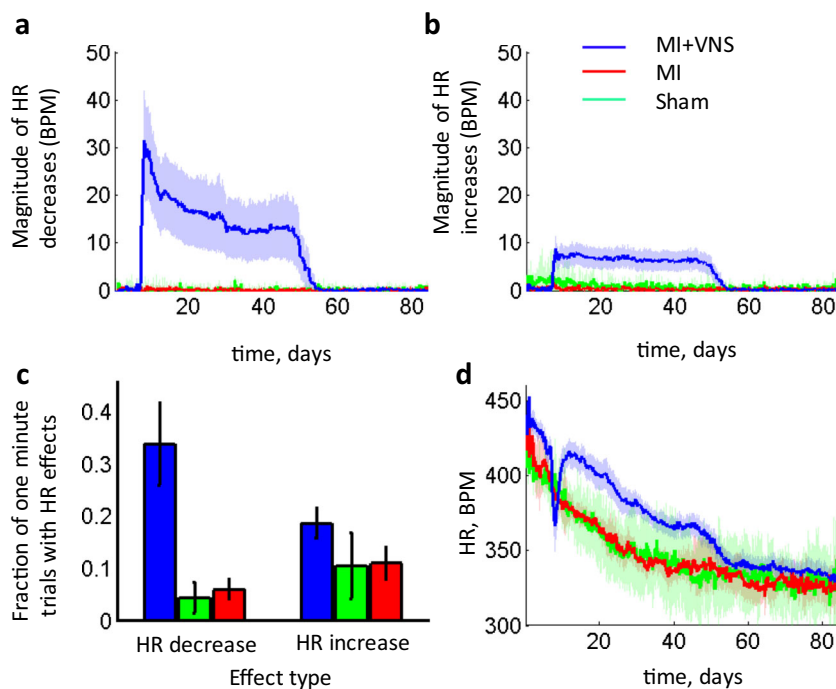 a
Magnitude of HR
decreases (BPM)
50
40
30
20
10
0
20 40 60 80
time, days
b
Magnitude of HR
increases (BPM)
50
40
30
20
10
0
20 40 60 80
time, days
MI+VNS
MI
Sham
c
Fraction of one minute
trials with HR effects
0.4
0.3
0.2
0.1
0
HR decrease HR increase
Effect type
d
HR, BPM
450
400
350
300
20 40 60 80
time, days